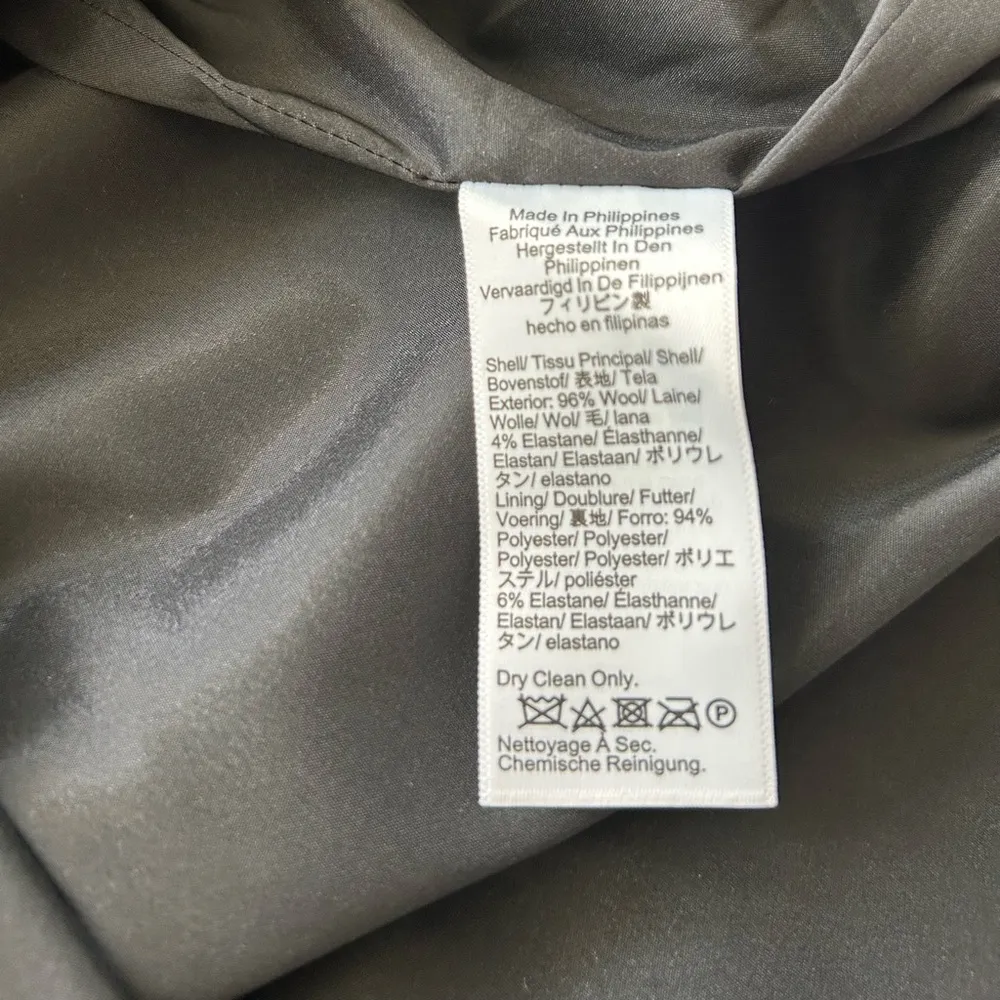 Made In Philippines
Fabriqué Aux Philippines
Hergestellt In Den
Philippinen
Vervaardigd In De Filippijnen
フィリピン製
hecho en filipinas
Shell/ Tissu Principal/ Shell/
Bovenstof/ 表地/ Tela
Exterior: 96% Wool/ Laine/
Wolle/ Wol/ 毛/ lana
4% Elastane/ Élasthanne/
Elastan/ Elastaan/ ポリウレ
タン/ elastano
Lining/ Doublure/ Futter/
Voering/ 裏地/ Forro: 94%
Polyester/ Polyester/
Polyester/ Polyester/ ポリエ
ステル/ poliéster
6% Elastane/ Élasthanne/
Elastan/ Elastaan/ ポリウレ
タン/ elastano
Dry Clean Only.
P
Nettoyage À Sec.
Chemische Reinigung.